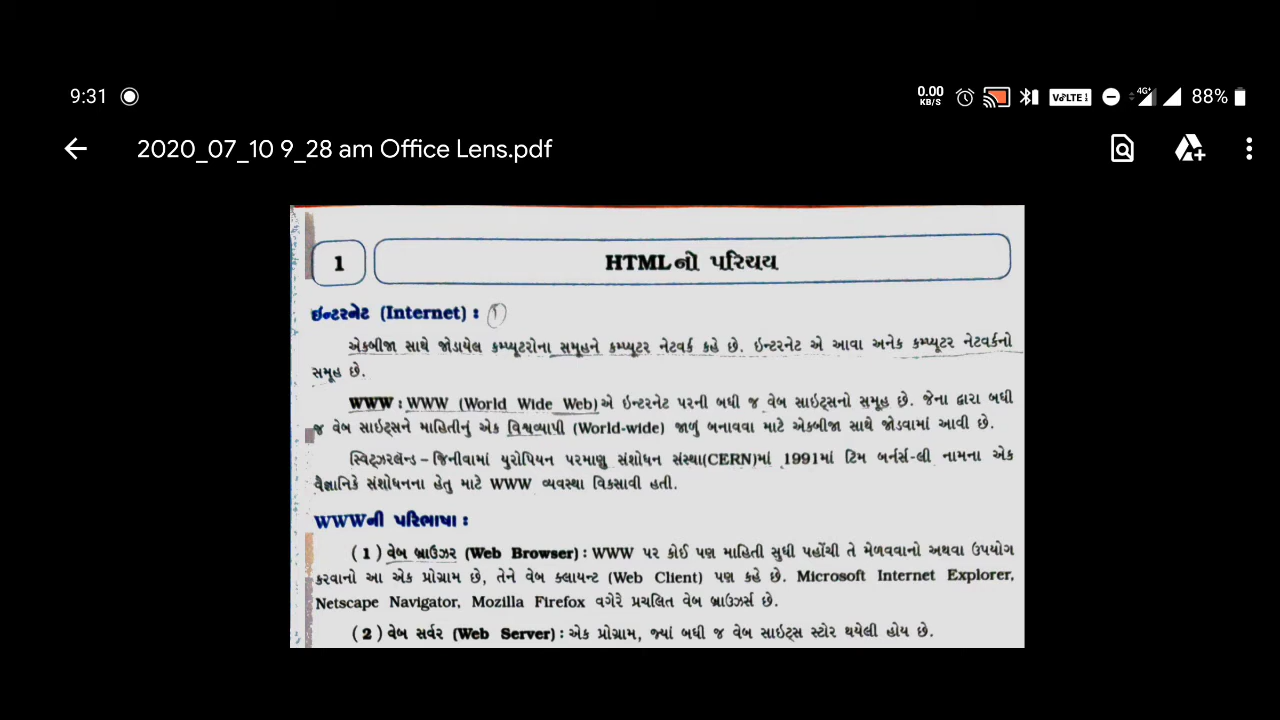 9:31
0.00 KB/S
VoLTE 4G+ 88%
2020_07_10 9_28 am Office Lens.pdf
1 HTMLનો પરિચય
ઇન્ટરનેટ (Internet) : ૧
એકબીજા સાથે જોડાયેલ કમ્પ્યૂટરોના સમૂહને કમ્પ્યૂટર નેટવર્ક કહે છે. ઇન્ટરનેટ એ આવા અનેક કમ્પ્યૂટર નેટવર્કનો
સમૂહ છે.
WWW : WWW (World Wide Web)એ ઇન્ટરનેટ પરની બધી જ વેબ સાઇટ્સનો સમૂહ છે. જેના દ્વારા બધી
જ વેબ સાઇટ્સને માહિતીનું એક વિશ્વવ્યાપી (World-wide) જાળું બનાવવા માટે એકબીજા સાથે જોડવામાં આવી છે.
સ્વિટ્ઝરલૅન્ડ – જિનીવામાં યુરોપિયન પરમાણુ સંશોધન સંસ્થા(CERN)માં 1991માં ટિમ બર્નર્સ-લી નામના એક
વૈજ્ઞાનિકે સંશોધનના હેતુ માટે WWW વ્યવસ્થા વિકસાવી હતી.
WWWની પરિભાષા :
( 1 ) વેબ બ્રાઉઝર (Web Browser) : WWW પર કોઈ પણ માહિતી સુધી પહોંચી તે મેળવવાનો અથવા ઉપયોગ
કરવાનો આ એક પ્રોગ્રામ છે, તેને વેબ ક્લાયન્ટ (Web Client) પણ કહે છે. Microsoft Internet Explorer,
Netscape Navigator, Mozilla Firefox વગેરે પ્રચલિત વેબ બ્રાઉઝર્સ છે.
( 2 ) વેબ સર્વર (Web Server) : એક પ્રોગ્રામ, જ્યાં બધી જ વેબ સાઇટ્સ સ્ટોર થયેલી હોય છે.